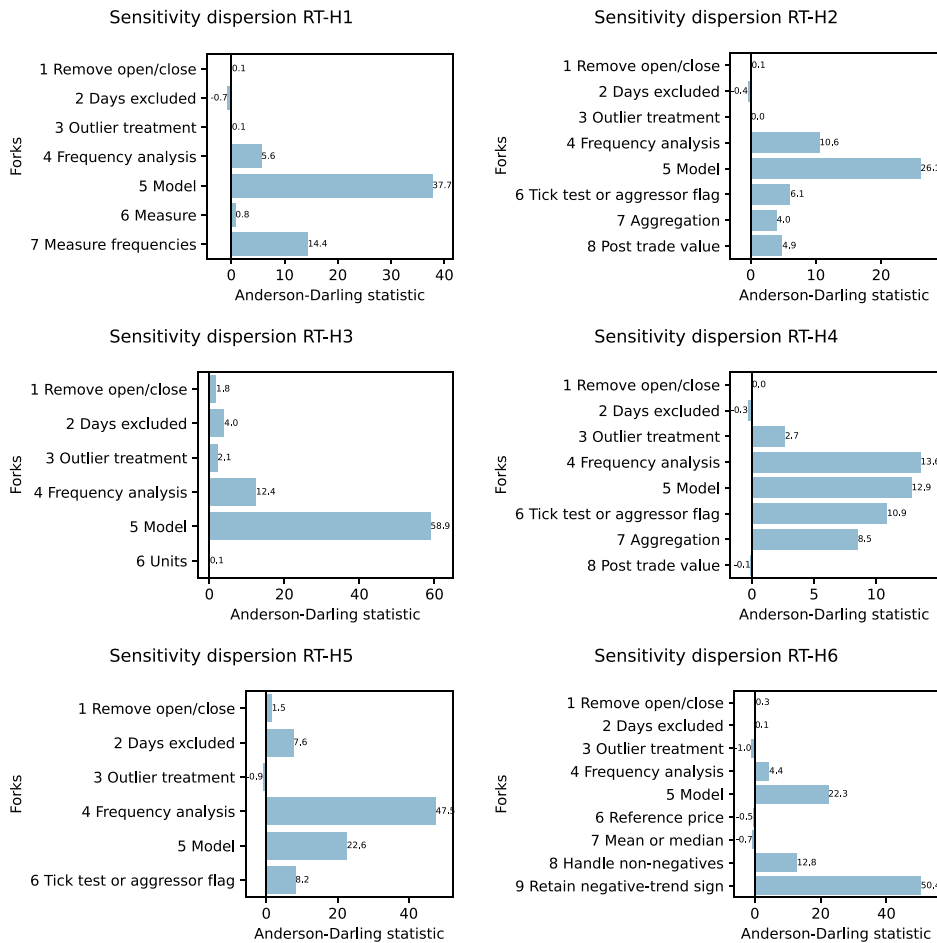 Sensitivity dispersion RT-H1
Forks
1 Remove open/close 0.1
2 Days excluded -0.7
3 Outlier treatment 0.1
4 Frequency analysis 5.6
5 Model 37.7
6 Measure 0.8
7 Measure frequencies 14.4
0 10 20 30 40
Anderson-Darling statistic
Sensitivity dispersion RT-H2
Forks
1 Remove open/close 0.1
2 Days excluded -0.4
3 Outlier treatment 0.0
4 Frequency analysis 10.6
5 Model
6 Tick test or aggressor flag 6.1
7 Aggregation 4.0
8 Post trade value 4.9
0 20
Anderson-Darling statistic
Sensitivity dispersion RT-H3
Forks
1 Remove open/close 1.8
2 Days excluded 4.0
3 Outlier treatment 2.1
4 Frequency analysis 12.4
5 Model 58.9
6 Units 0.1
0 20 40 60
Anderson-Darling statistic
Sensitivity dispersion RT-H4
Forks
1 Remove open/close 0.0
2 Days excluded -0.3
3 Outlier treatment 2.7
4 Frequency analysis 13.6
5 Model 12.9
6 Tick test or aggressor flag 10.9
7 Aggregation 8.5
8 Post trade value -0.1
0 5 10
Anderson-Darling statistic
Sensitivity dispersion RT-H5
Forks
1 Remove open/close 1.5
2 Days excluded 7.6
3 Outlier treatment -0.9
4 Frequency analysis 47.5
5 Model 22.6
6 Tick test or aggressor flag 8.2
0 20 40
Anderson-Darling statistic
Sensitivity dispersion RT-H6
Forks
1 Remove open/close 0.3
2 Days excluded 0.1
3 Outlier treatment -1.0
4 Frequency analysis 4.4
5 Model 22.3
6 Reference price -0.5
7 Mean or median -0.7
8 Handle non-negatives 12.8
9 Retain negative-trend sign 50.4
0 20 40
Anderson-Darling statistic